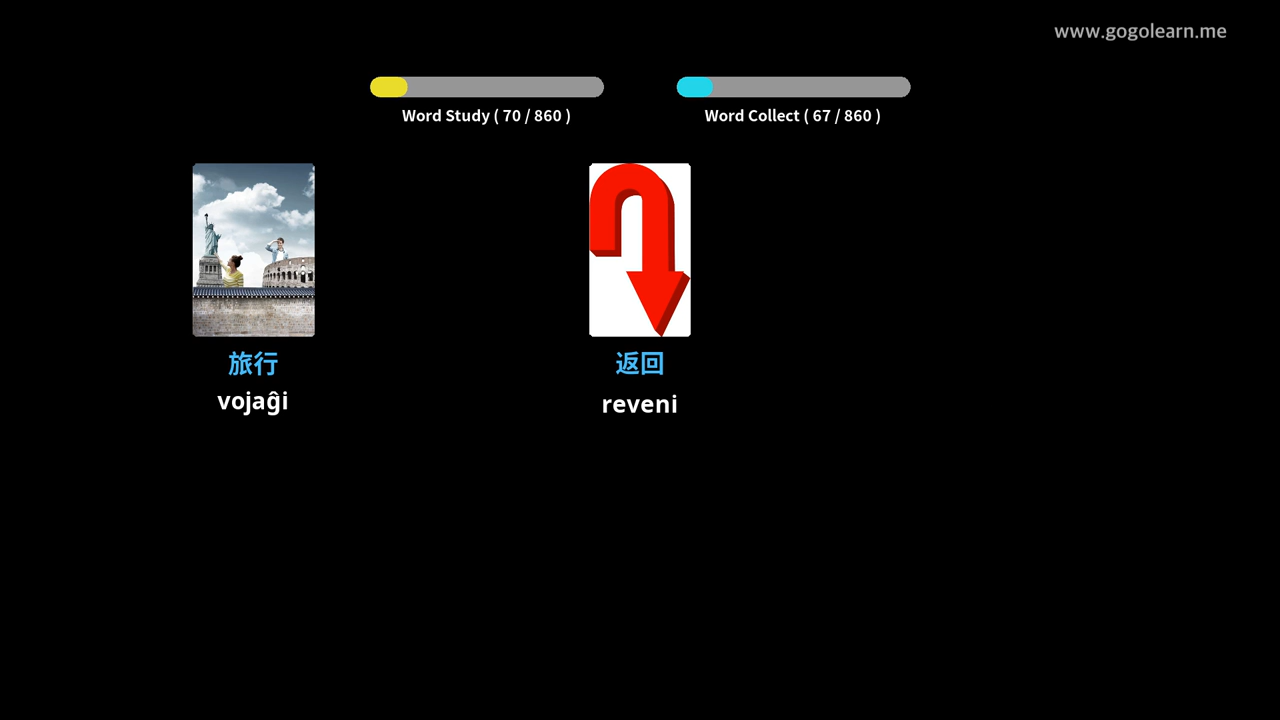 www.gogolearn.me
Word Study ( 70 / 860 )
Word Collect ( 67 / 860 )
旅行
返回
vojaĝi
reveni